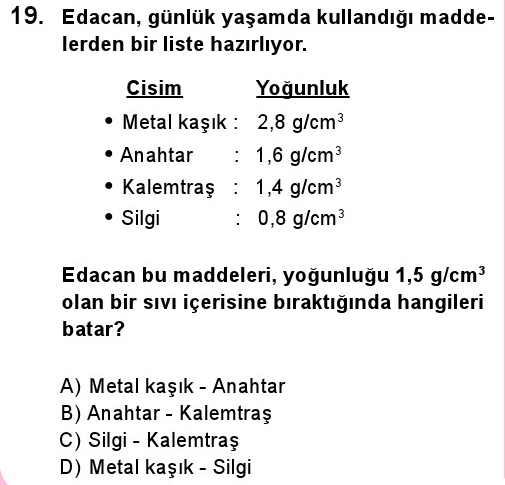 19. Edacan, günlük yaşamda kullandığı madde-
lerden bir liste hazırlıyor.
Cisim Yoğunluk
• Metal kaşık : 2,8 g/cm³
• Anahtar : 1,6 g/cm³
• Kalemtraş : 1,4 g/cm³
• Silgi : 0,8 g/cm³
Edacan bu maddeleri, yoğunluğu 1,5 g/cm³
olan bir sıvı içerisine bıraktığında hangileri
batar?
A) Metal kaşık - Anahtar
B) Anahtar - Kalemtraş
C) Silgi - Kalemtraş
D) Metal kaşık - Silgi